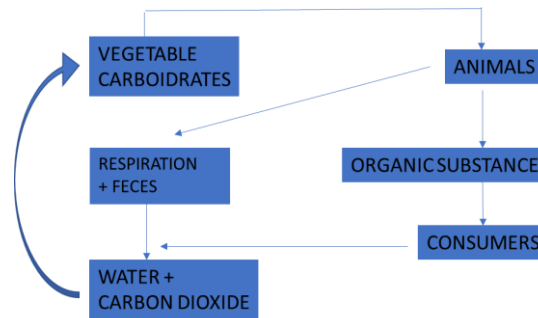 VEGETABLE
CARBOIDRATES
ANIMALS
RESPIRATION
+ FECES
ORGANIC SUBSTANCE
CONSUMERS
WATER +
CARBON DIOXIDE